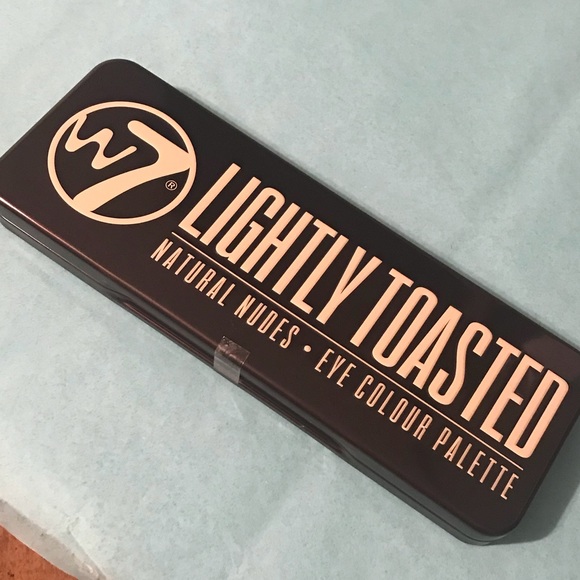 W7®
LIGHTLY TOASTED
NATURAL NUDES • EYE COLOUR PALETTE